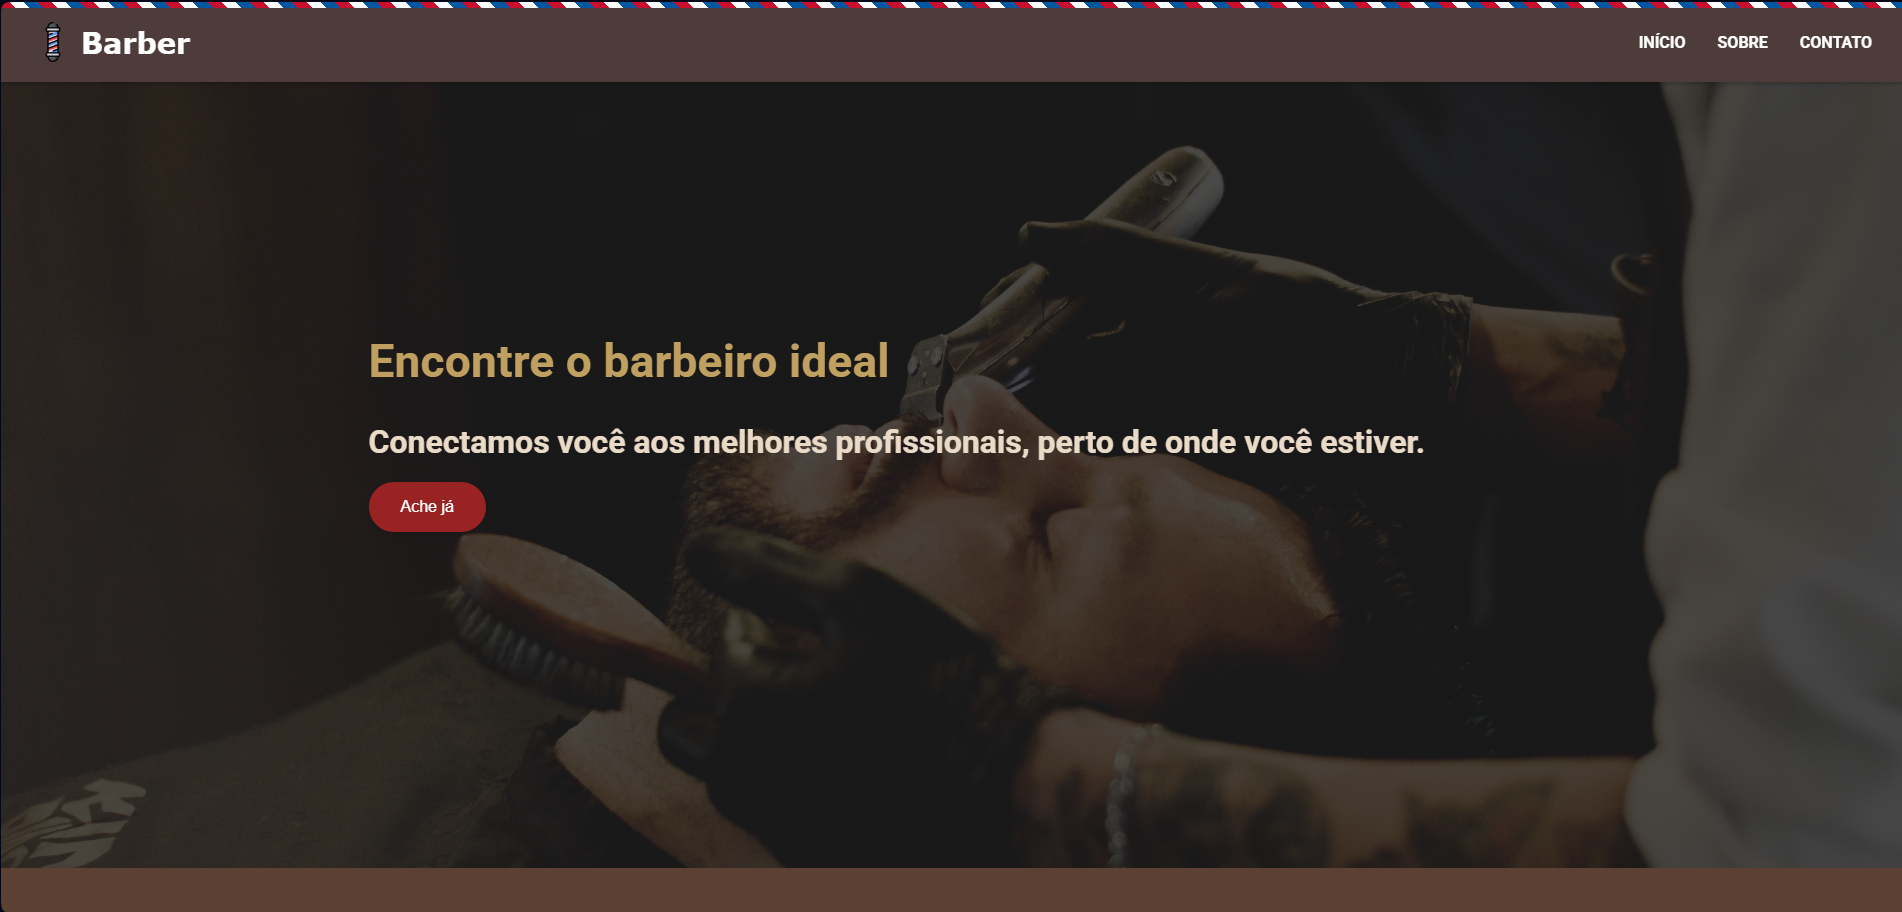 Barber
INÍCIO SOBRE CONTATO
Encontre o barbeiro ideal
Conectamos você aos melhores profissionais, perto de onde você estiver.
Ache já